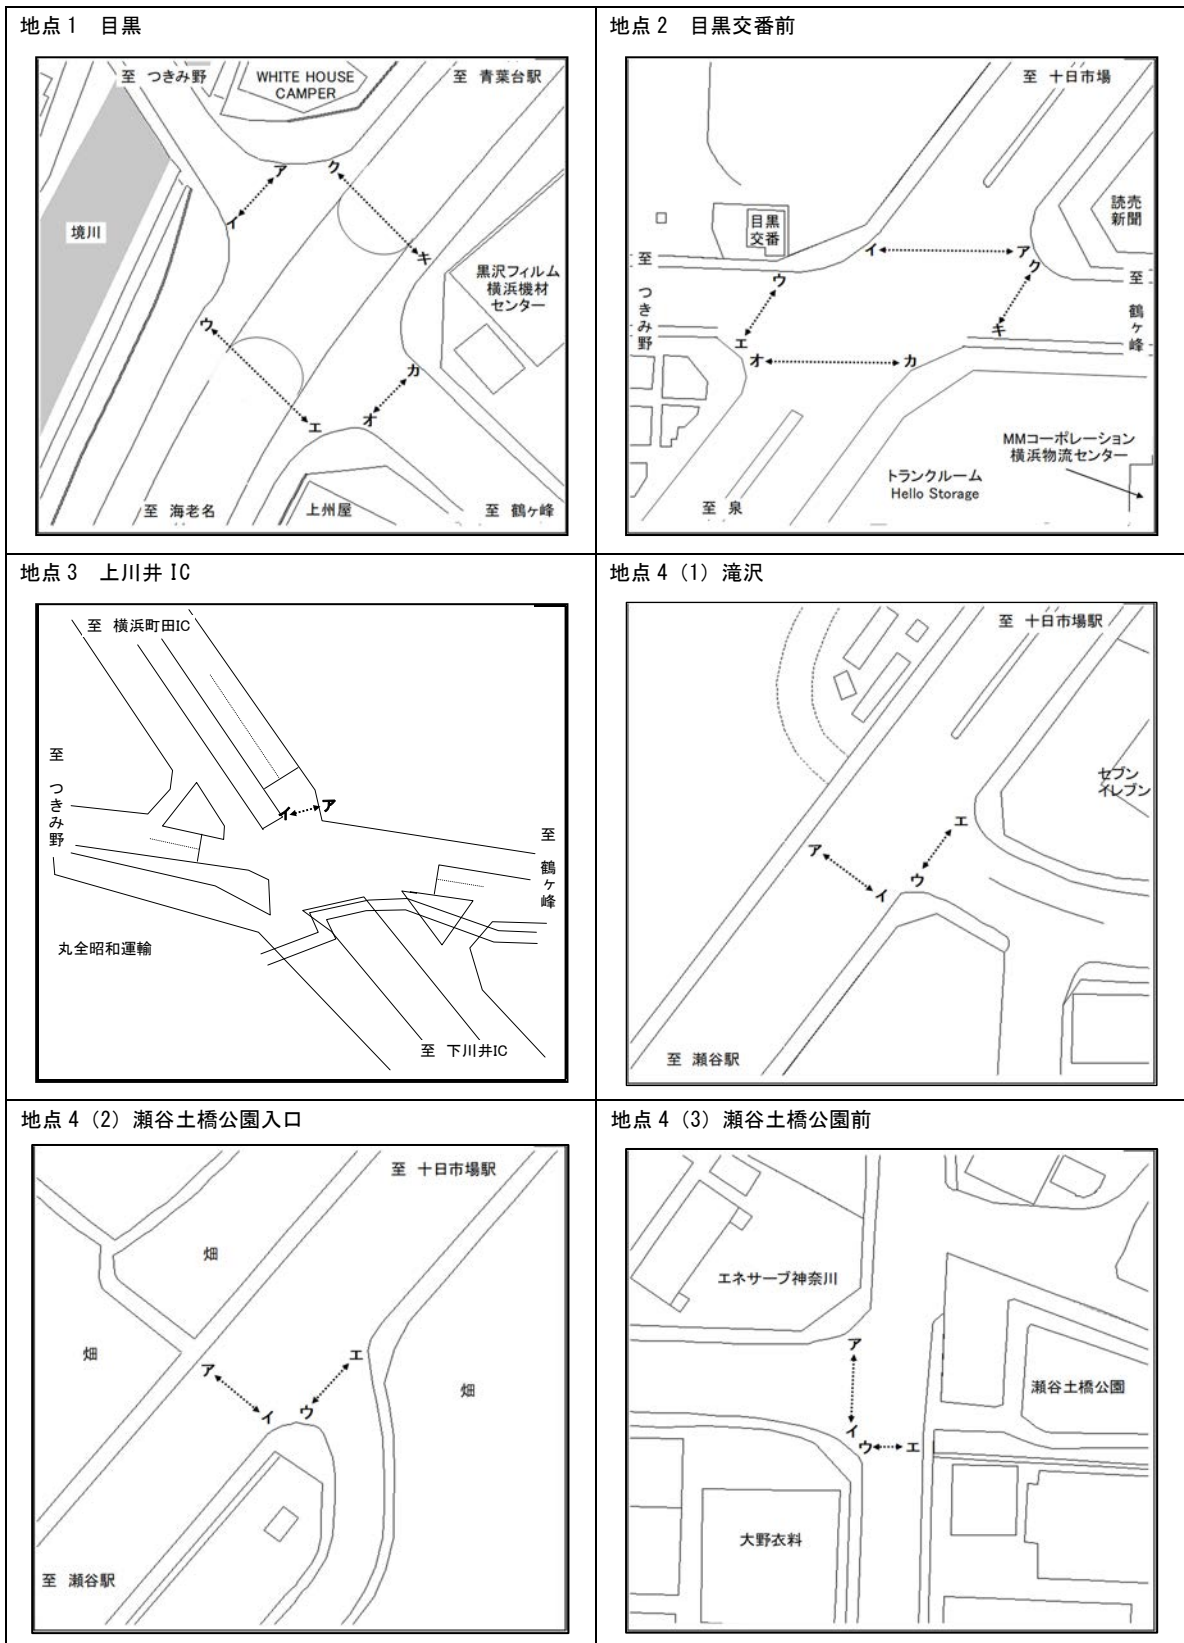 地点1 目黒
至 つきみ野
WHITE HOUSE
CAMPER
至 青葉台駅
ア
ク
イ
境川
キ
黒沢フィルム
横浜機材
センター
ウ
カ
エ
オ
至 海老名
上州屋
至 鶴ヶ峰
地点2 目黒交番前
至 十日市場
読売
新聞
目黒
交番
イ
ア
ク
至 つきみ野
ウ
至 鶴ヶ峰
エ
キ
オ
カ
MMコーポレーション
横浜物流センター
トランクルーム
Hello Storage
至 泉
地点3 上川井 IC
至 横浜町田IC
至 つきみ野
イ
ア
至 鶴ヶ峰
丸全昭和運輸
至 下川井IC
地点4(1)滝沢
至 十日市場駅
セブン
イレブン
エ
ア
ウ
イ
至 瀬谷駅
地点4(2)瀬谷土橋公園入口
至 十日市場駅
畑
畑
エ
ア
畑
ウ
イ
至 瀬谷駅
地点4(3)瀬谷土橋公園前
エネサーブ神奈川
ア
瀬谷土橋公園
イ
ウ
エ
大野衣料